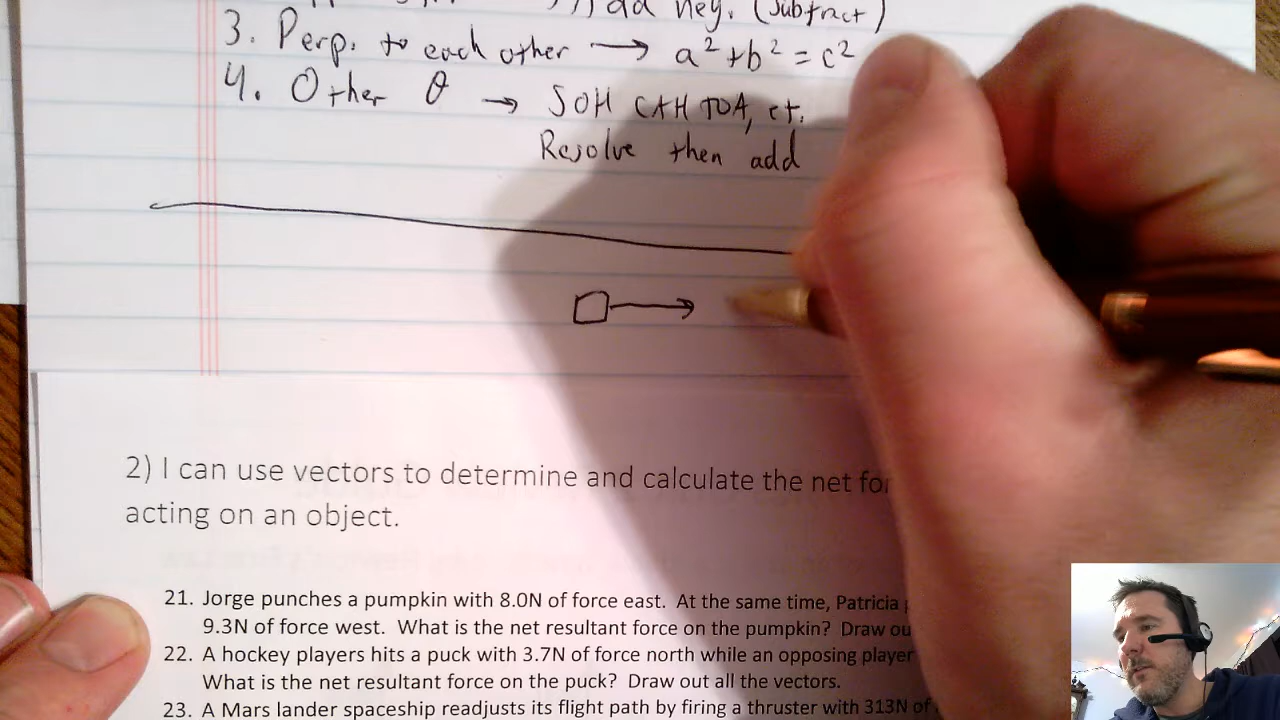 add neg. (subtract)
3. Perp. to each other → a² + b² = c²
4. Other θ → SOH CAH TOA, et.
Resolve then add
2) I can use vectors to determine and calculate the net
acting on an object.
21. Jorge punches a pumpkin with 8.0N of force east. At the same time, Patricia
9.3N of force west. What is the net resultant force on the pumpkin? Draw
22. A hockey players hits a puck with 3.7N of force north while an opposing player
What is the net resultant force on the puck? Draw out all the vectors.
23. A Mars lander spaceship readjusts its flight path by firing a thruster with 313N of